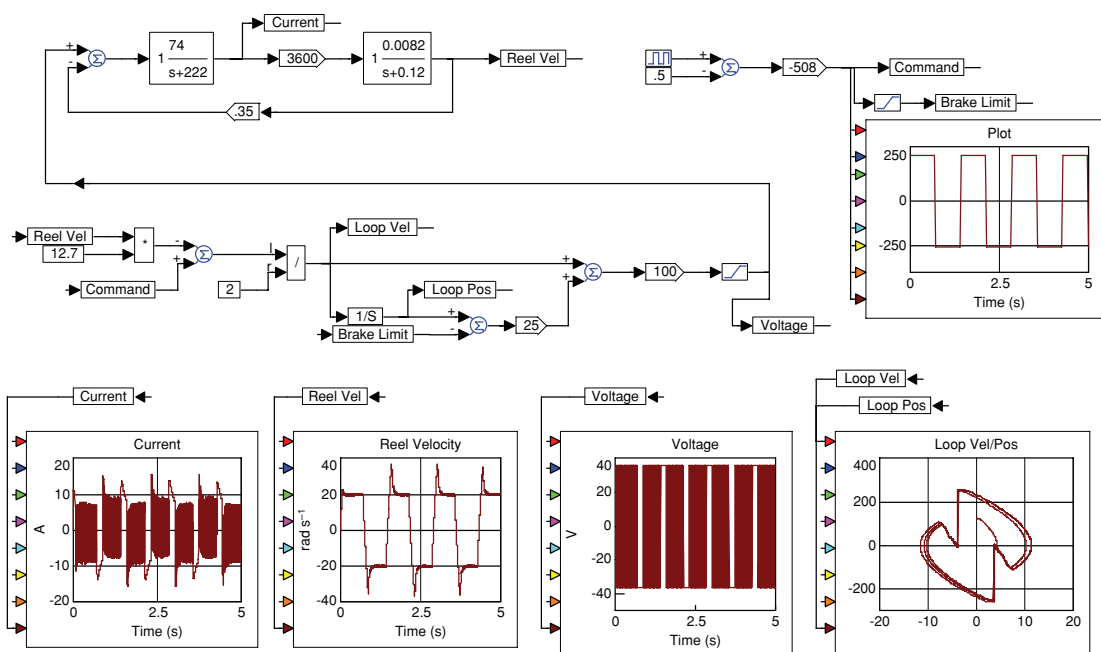 Current
+
-
Σ
1 74 / s+222
3600
1 0.0082 / s+0.12
Reel Vel
.35
.5
+
-
Σ
-508
Command
Brake Limit
Plot
250
0
-250
0 2.5 5
Time (s)
Reel Vel
12.7
*
-
+
Σ
Command
2
l
r
/
Loop Vel
1/S
Loop Pos
Brake Limit
+
-
Σ
25
+
+
Σ
100
Voltage
Current
Current
A
20
10
0
-10
-20
0 2.5 5
Time (s)
Reel Vel
Reel Velocity
rad s⁻¹
40
20
0
-20
-40
0 2.5 5
Time (s)
Voltage
Voltage
V
40
20
0
-20
-40
0 2.5 5
Time (s)
Loop Vel
Loop Pos
Loop Vel/Pos
400
200
0
-200
-20 -10 0 10 20